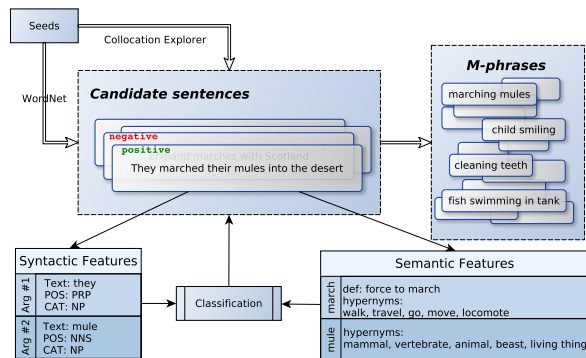 Seeds
Collocation Explorer
WordNet
Candidate sentences
negative
positive
England marches with Scotland
They marched their mules into the desert
M-phrases
marching mules
child smiling
cleaning teeth
fish swimming in tank
Syntactic Features
Arg #1
Text: they
POS: PRP
CAT: NP
Arg #2
Text: mule
POS: NNS
CAT: NP
Classification
Semantic Features
march
def: force to march
hypernyms:
walk, travel, go, move, locomote
mule
hypernyms:
mammal, vertebrate, animal, beast, living thing